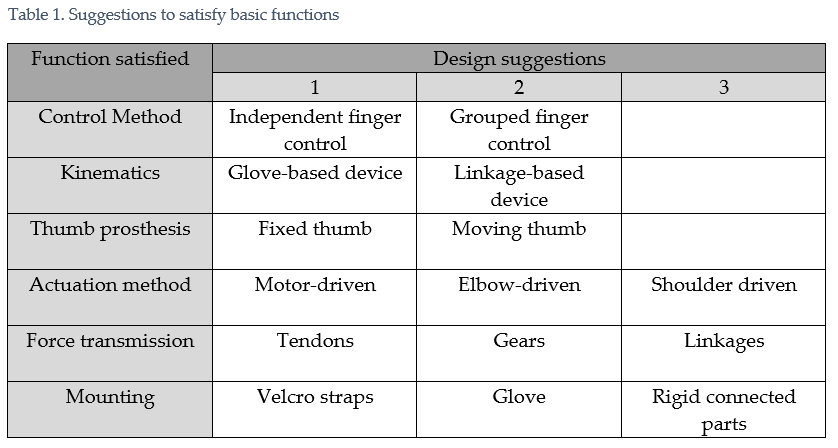 Table 1. Suggestions to satisfy basic functions
Function satisfied
Design suggestions
1
2
3
Control Method
Independent finger
control
Grouped finger
control
Kinematics
Glove-based device
Linkage-based
device
Thumb prosthesis
Fixed thumb
Moving thumb
Actuation method
Motor-driven
Elbow-driven
Shoulder driven
Force transmission
Tendons
Gears
Linkages
Mounting
Velcro straps
Glove
Rigid connected
parts